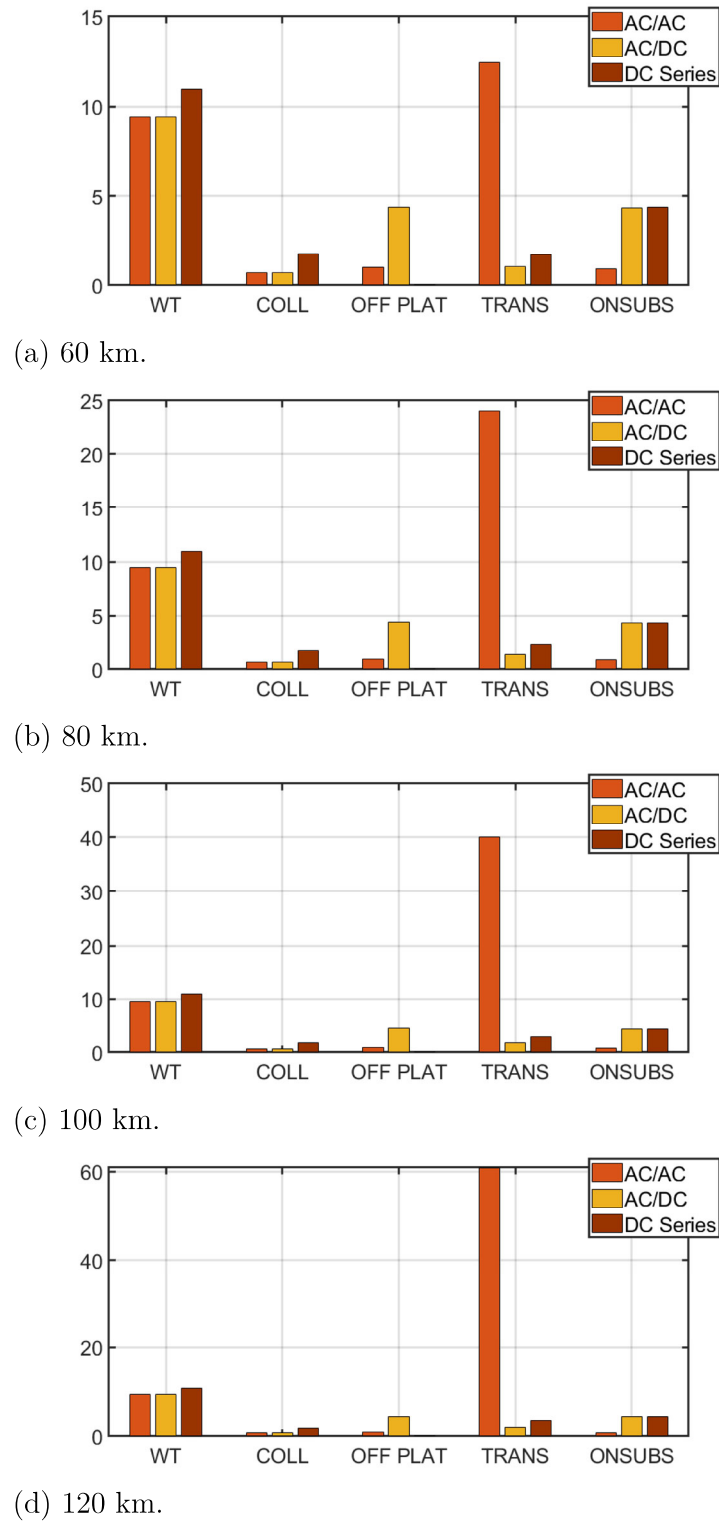 15
10
5
0
AC/AC
AC/DC
DC Series
WT COLL OFF PLAT TRANS ONSUBS
(a) 60 km.
25
20
15
10
5
0
AC/AC
AC/DC
DC Series
WT COLL OFF PLAT TRANS ONSUBS
(b) 80 km.
50
40
30
20
10
0
AC/AC
AC/DC
DC Series
WT COLL OFF PLAT TRANS ONSUBS
(c) 100 km.
60
40
20
0
AC/AC
AC/DC
DC Series
WT COLL OFF PLAT TRANS ONSUBS
(d) 120 km.